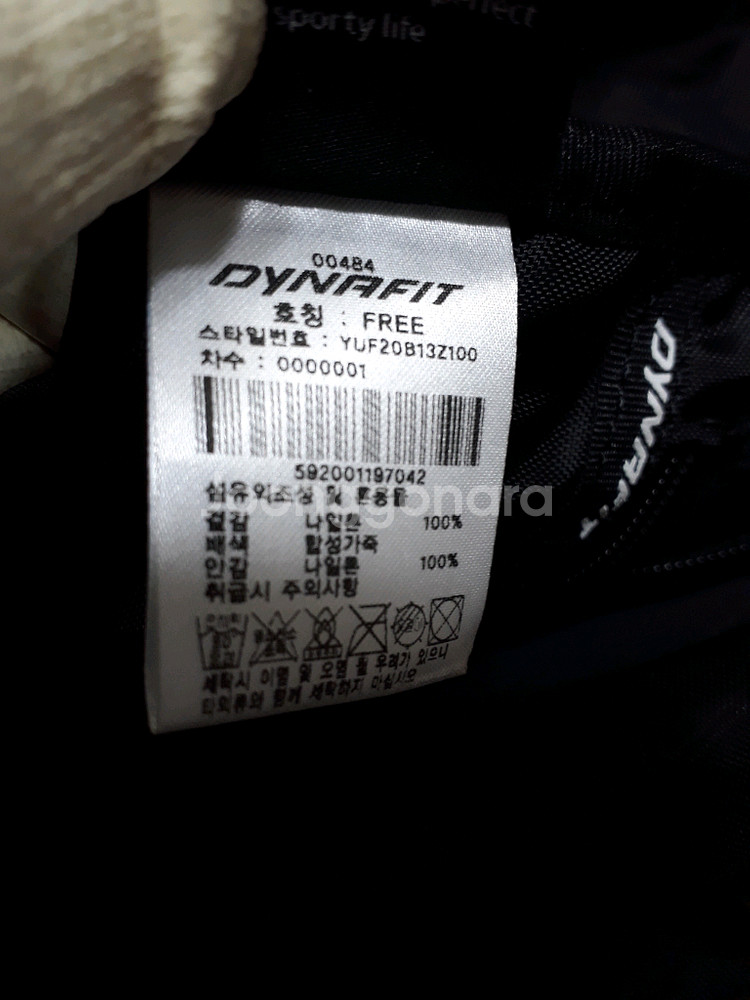 perfect
sporty life
00484
DYNAFIT
호칭 : FREE
스타일번호 : YUF20B13Z100
차수 : 0000001
592001197042
섬유의조성 및 혼용률
겉감 나일론 100%
배색 합성가죽
안감 나일론 100%
취급시 주의사항
세탁시 이염 및 오염 될 우려가 있으니
타의류와 함께 세탁하지 마십시오
DYNAFIT
joonggonara